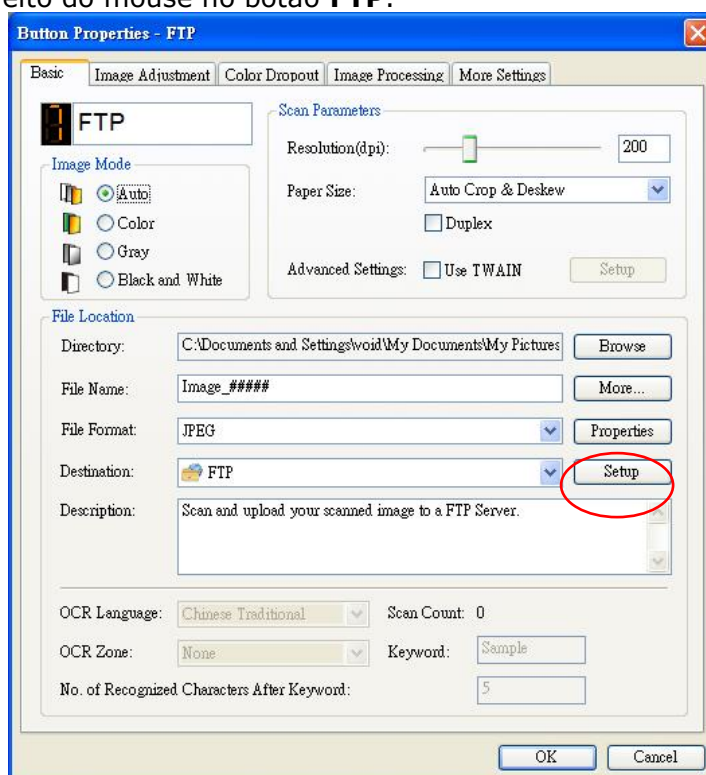 eito do mouse no botão FTP.
Button Properties - FTP
Basic Image Adjustment Color Dropout Image Processing More Settings
FTP
Image Mode
Auto
Color
Gray
Black and White
Scan Parameters
Resolution(dpi): 200
Paper Size: Auto Crop & Deskew
Duplex
Advanced Settings: Use TWAIN Setup
File Location
Directory: C:\Documents and Settings\void\My Documents\My Pictures Browse
File Name: Image_##### More...
File Format: JPEG Properties
Destination: FTP Setup
Description: Scan and upload your scanned image to a FTP Server.
OCR Language: Chinese Traditional Scan Count: 0
OCR Zone: None Keyword: Sample
No. of Recognized Characters After Keyword: 5
OK Cancel